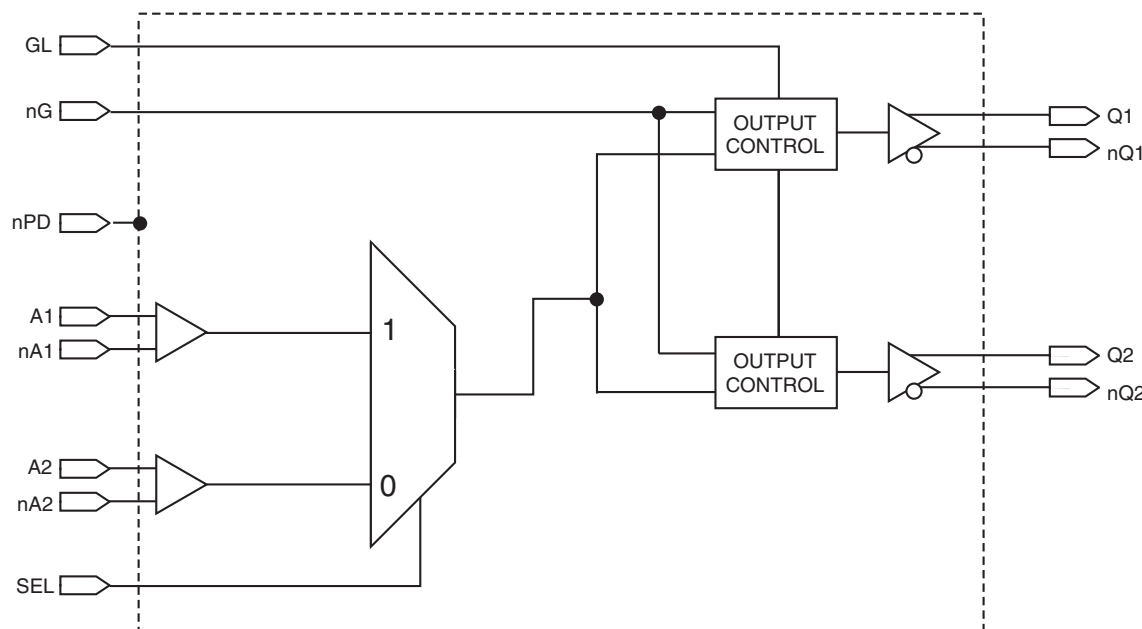 GL
nG
OUTPUT
CONTROL
Q1
nQ1
nPD
A1
nA1
1
OUTPUT
CONTROL
Q2
nQ2
A2
nA2
0
SEL